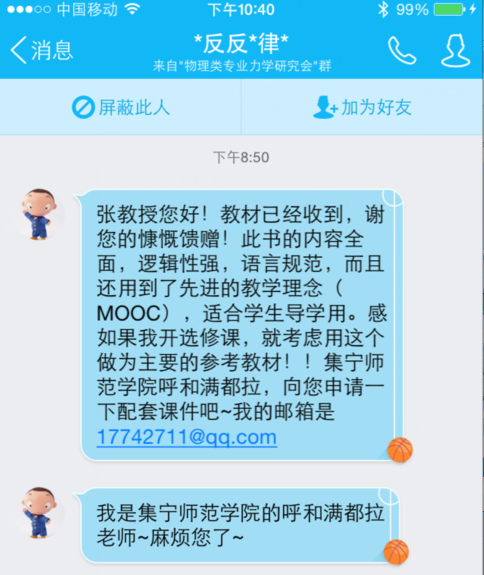 中国移动 下午10:40 99%
消息 *反反*律*
来自"物理类专业力学研究会"群
屏蔽此人 加为好友
下午8:50
张教授您好！教材已经收到，谢
您的慷慨馈赠！此书的内容全
面，逻辑性强，语言规范，而且
还用到了先进的教学理念（
MOOC），适合学生导学用。感
如果我开选修课，就考虑用这个
做为主要的参考教材！！集宁师
范学院呼和满都拉，向您申请一
下配套课件吧~我的邮箱是
17742711@qq.com
我是集宁师范学院的呼和满都拉
老师~麻烦您了~